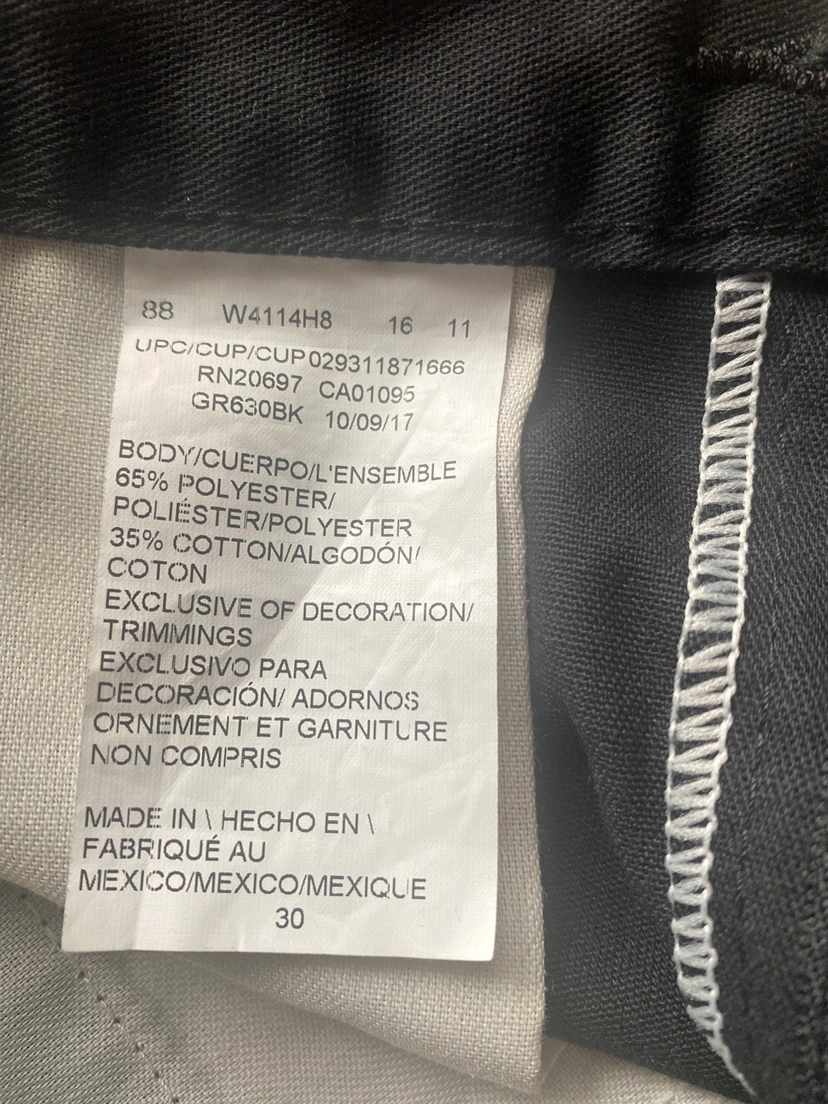 88 W4114H8 16 11
UPC/CUP/CUP 029311871666
RN20697 CA01095
GR630BK 10/09/17
BODY/CUERPO/L'ENSEMBLE
65% POLYESTER/
POLIÉSTER/POLYESTER
35% COTTON/ALGODÓN/
COTON
EXCLUSIVE OF DECORATION/
TRIMMINGS
EXCLUSIVO PARA
DECORACIÓN/ ADORNOS
ORNEMENT ET GARNITURE
NON COMPRIS
MADE IN \ HECHO EN \
FABRIQUÉ AU
MEXICO/MEXICO/MEXIQUE
30